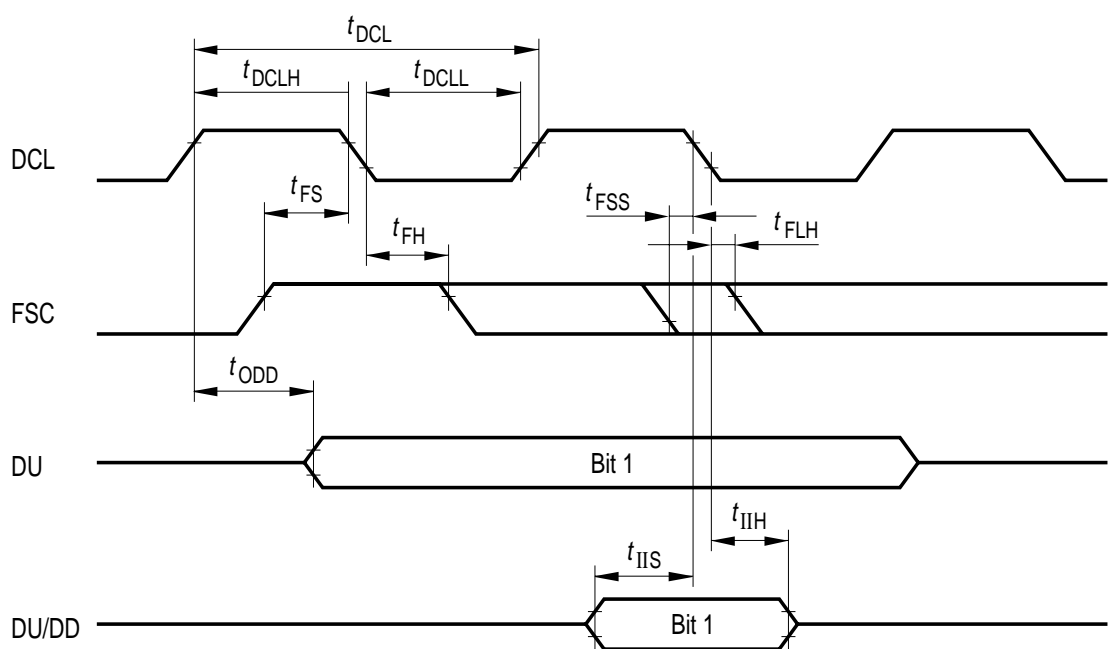 tDCL
tDCLH
tDCLL
DCL
tFS
tFSS
tFH
tFLH
FSC
tODD
DU
Bit 1
tIIH
tIIS
DU/DD
Bit 1